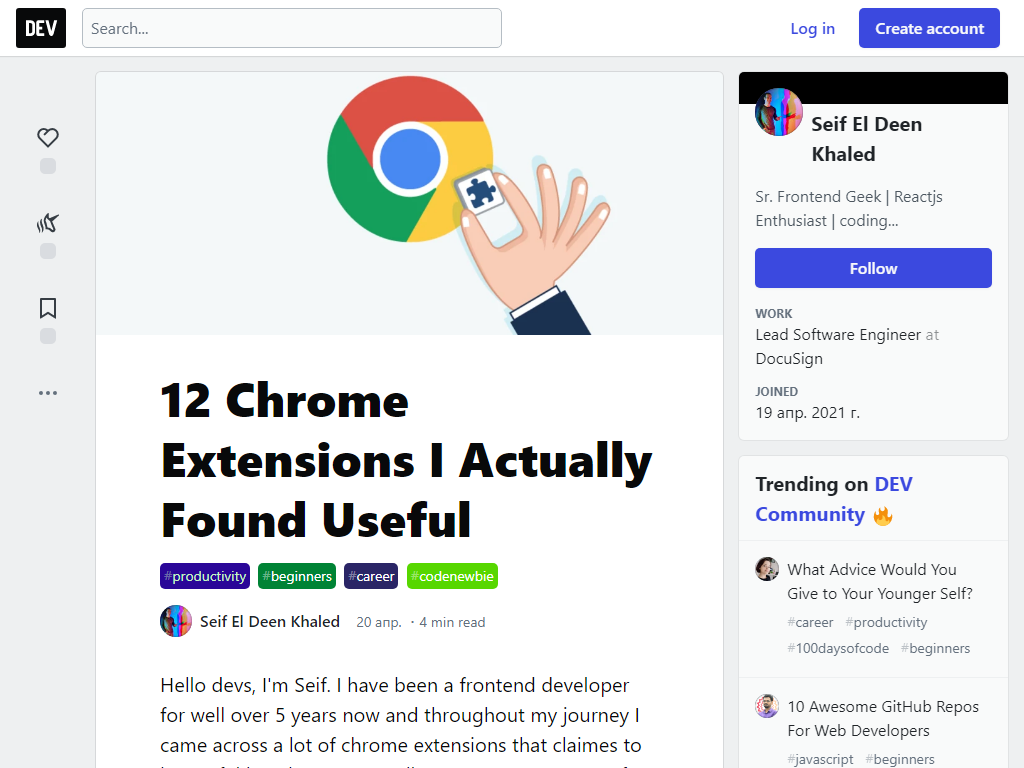 DEV
Search...
Log in
Create account
12 Chrome
Extensions I Actually
Found Useful
#productivity #beginners #career #codenewbie
Seif El Deen Khaled 20 апр. · 4 min read
Hello devs, I'm Seif. I have been a frontend developer
for well over 5 years now and throughout my journey I
came across a lot of chrome extensions that claimes to
Seif El Deen
Khaled
Sr. Frontend Geek | Reactjs
Enthusiast | coding...
Follow
WORK
Lead Software Engineer at
DocuSign
JOINED
19 апр. 2021 г.
Trending on DEV
Community 🔥
What Advice Would You
Give to Your Younger Self?
#career #productivity
#100daysofcode #beginners
10 Awesome GitHub Repos
For Web Developers
#javascript #beginners